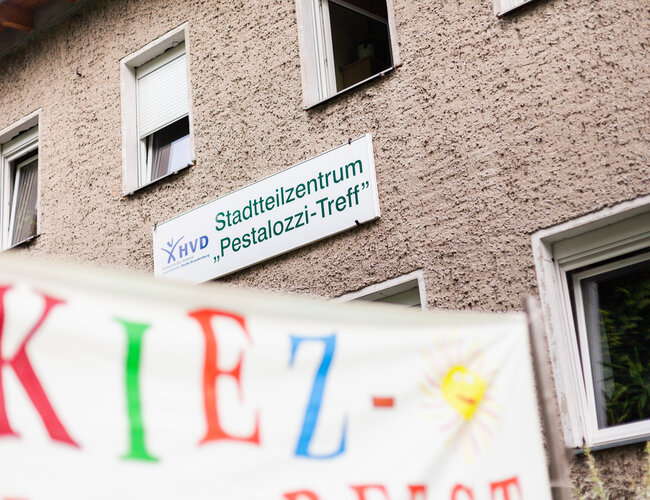 Stadtteilzentrum
HVD „Pestalozzi-Treff”
KIEZ-